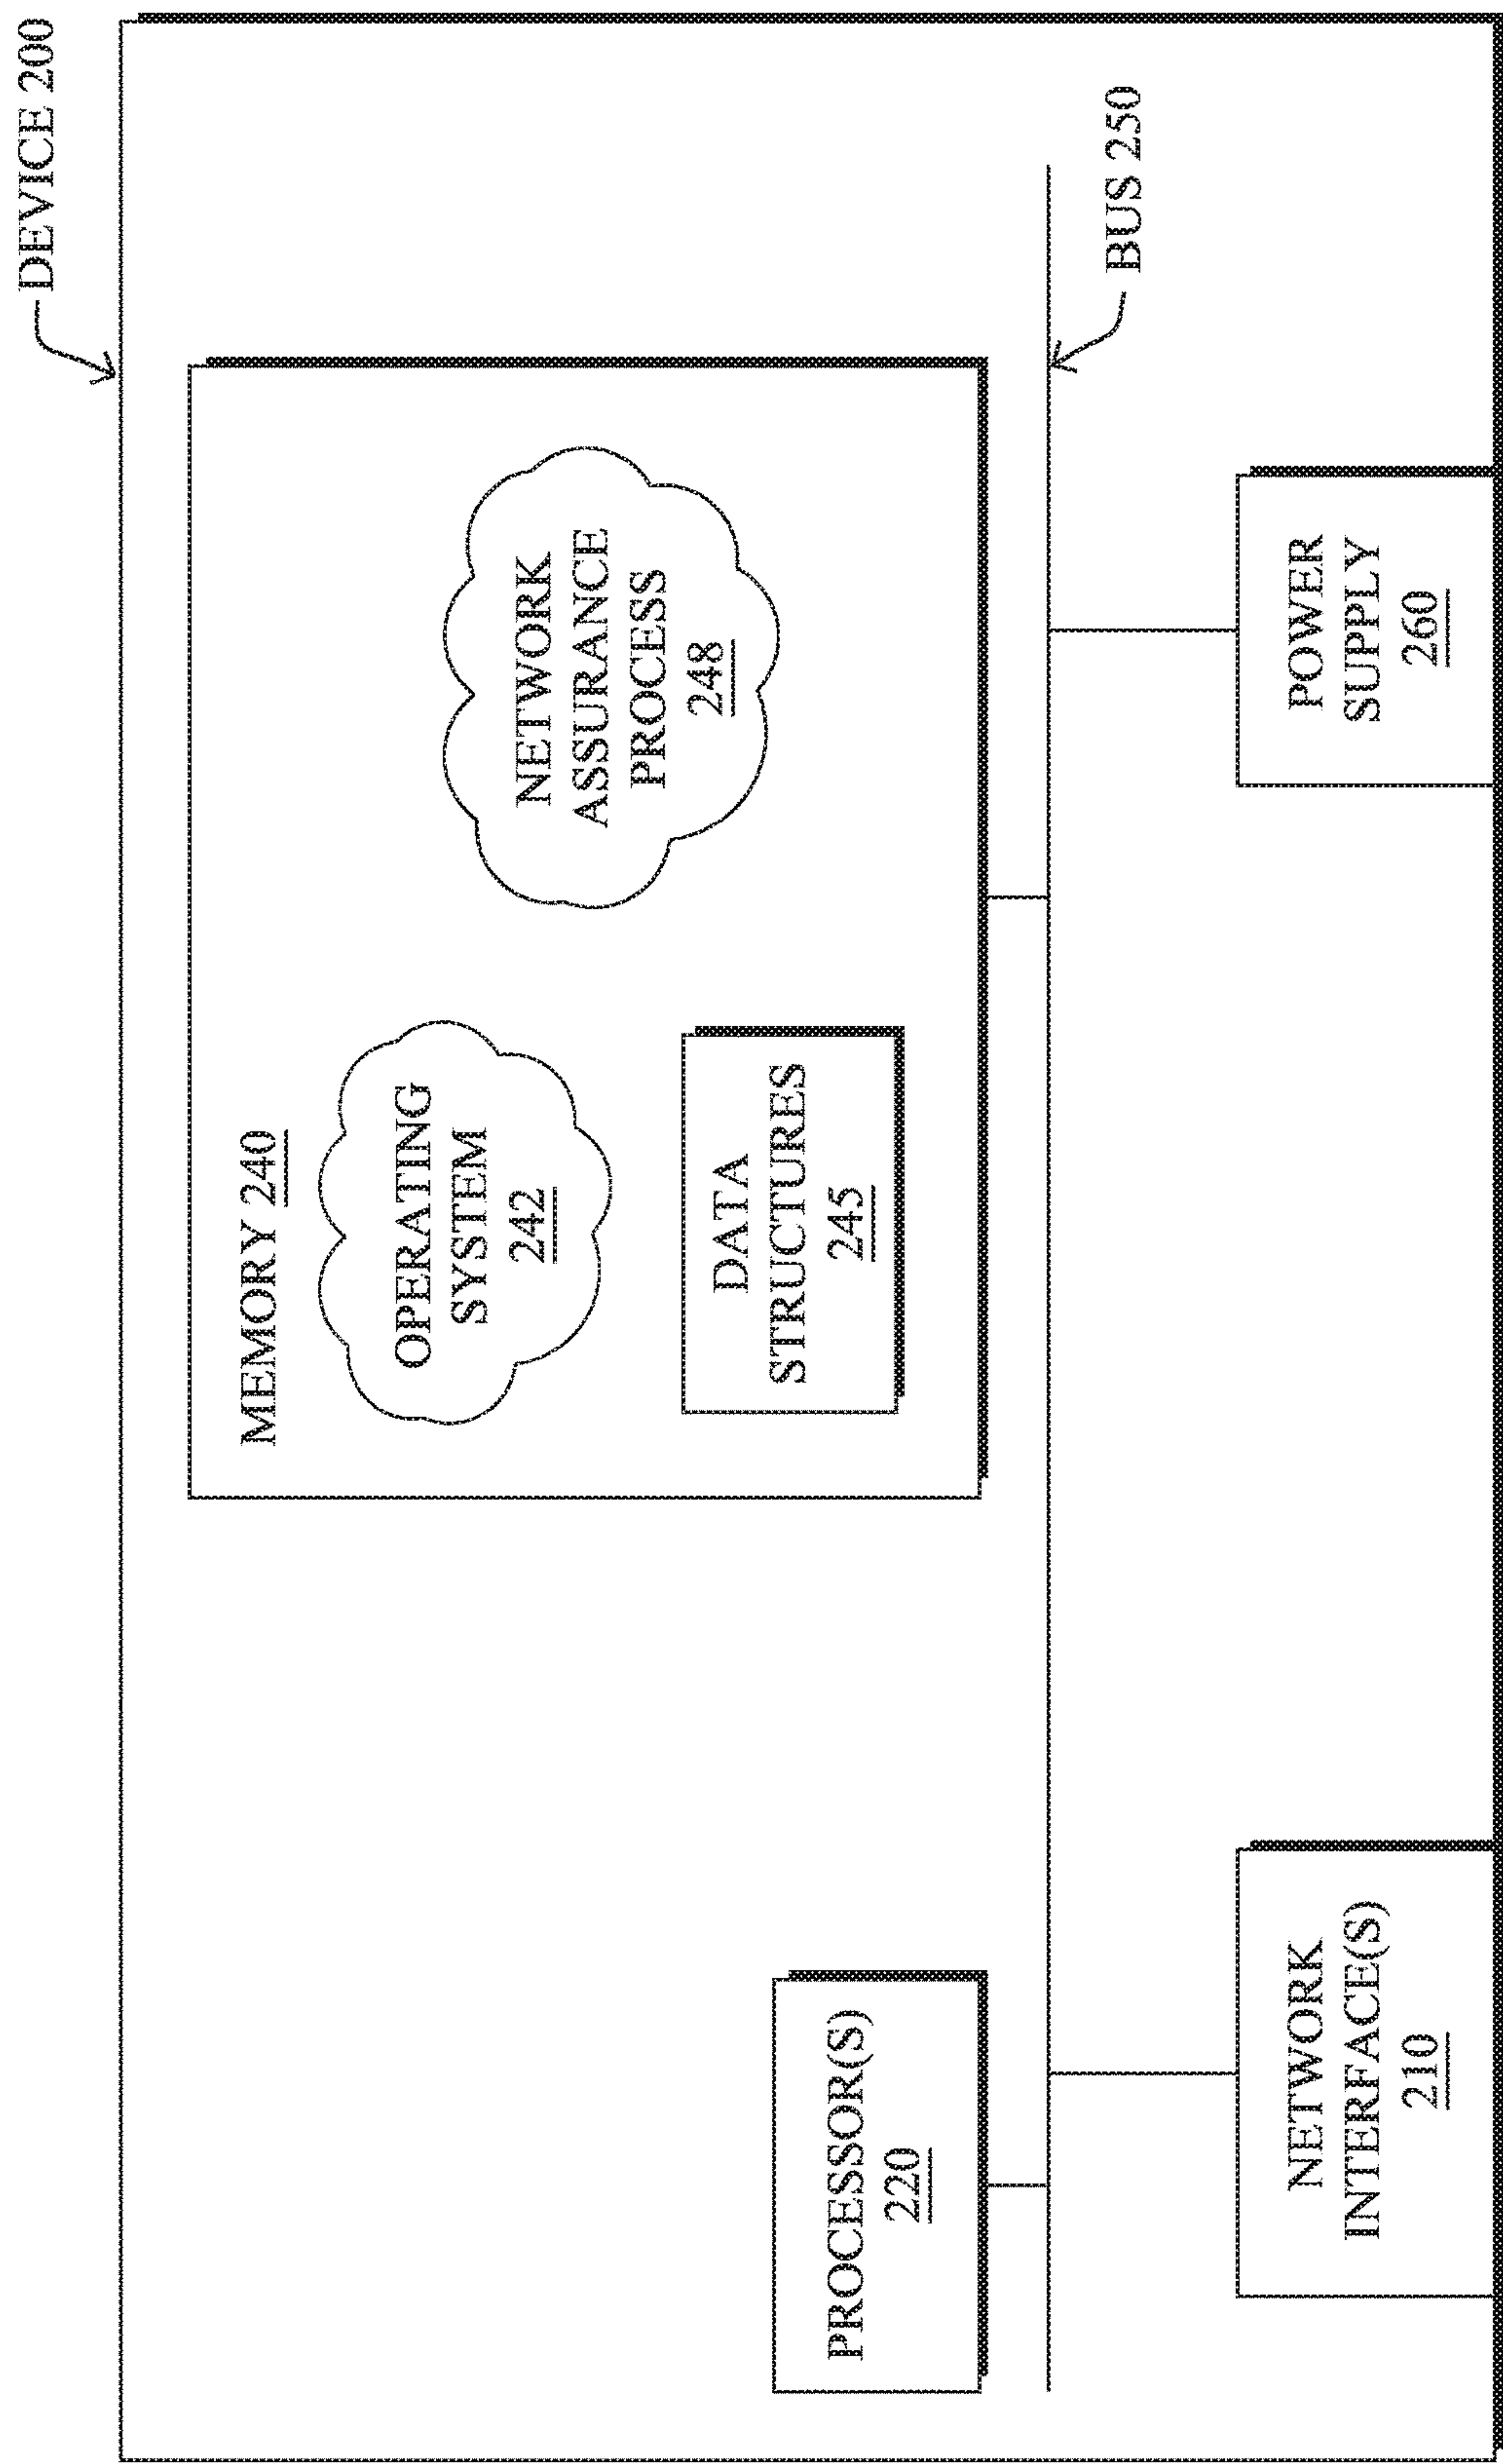 DEVICE 200
MEMORY 240
OPERATING
SYSTEM
242
DATA
STRUCTURES
245
NETWORK
ASSURANCE
PROCESS
248
PROCESSOR(S)
220
BUS 250
NETWORK
INTERFACE(S)
210
POWER
SUPPLY
260